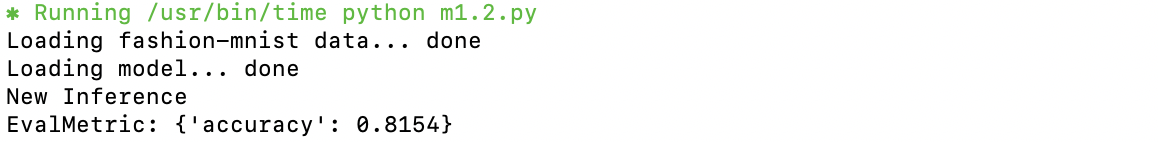 ✱ Running /usr/bin/time python m1.2.py
Loading fashion-mnist data... done
Loading model... done
New Inference
EvalMetric: {'accuracy': 0.8154}